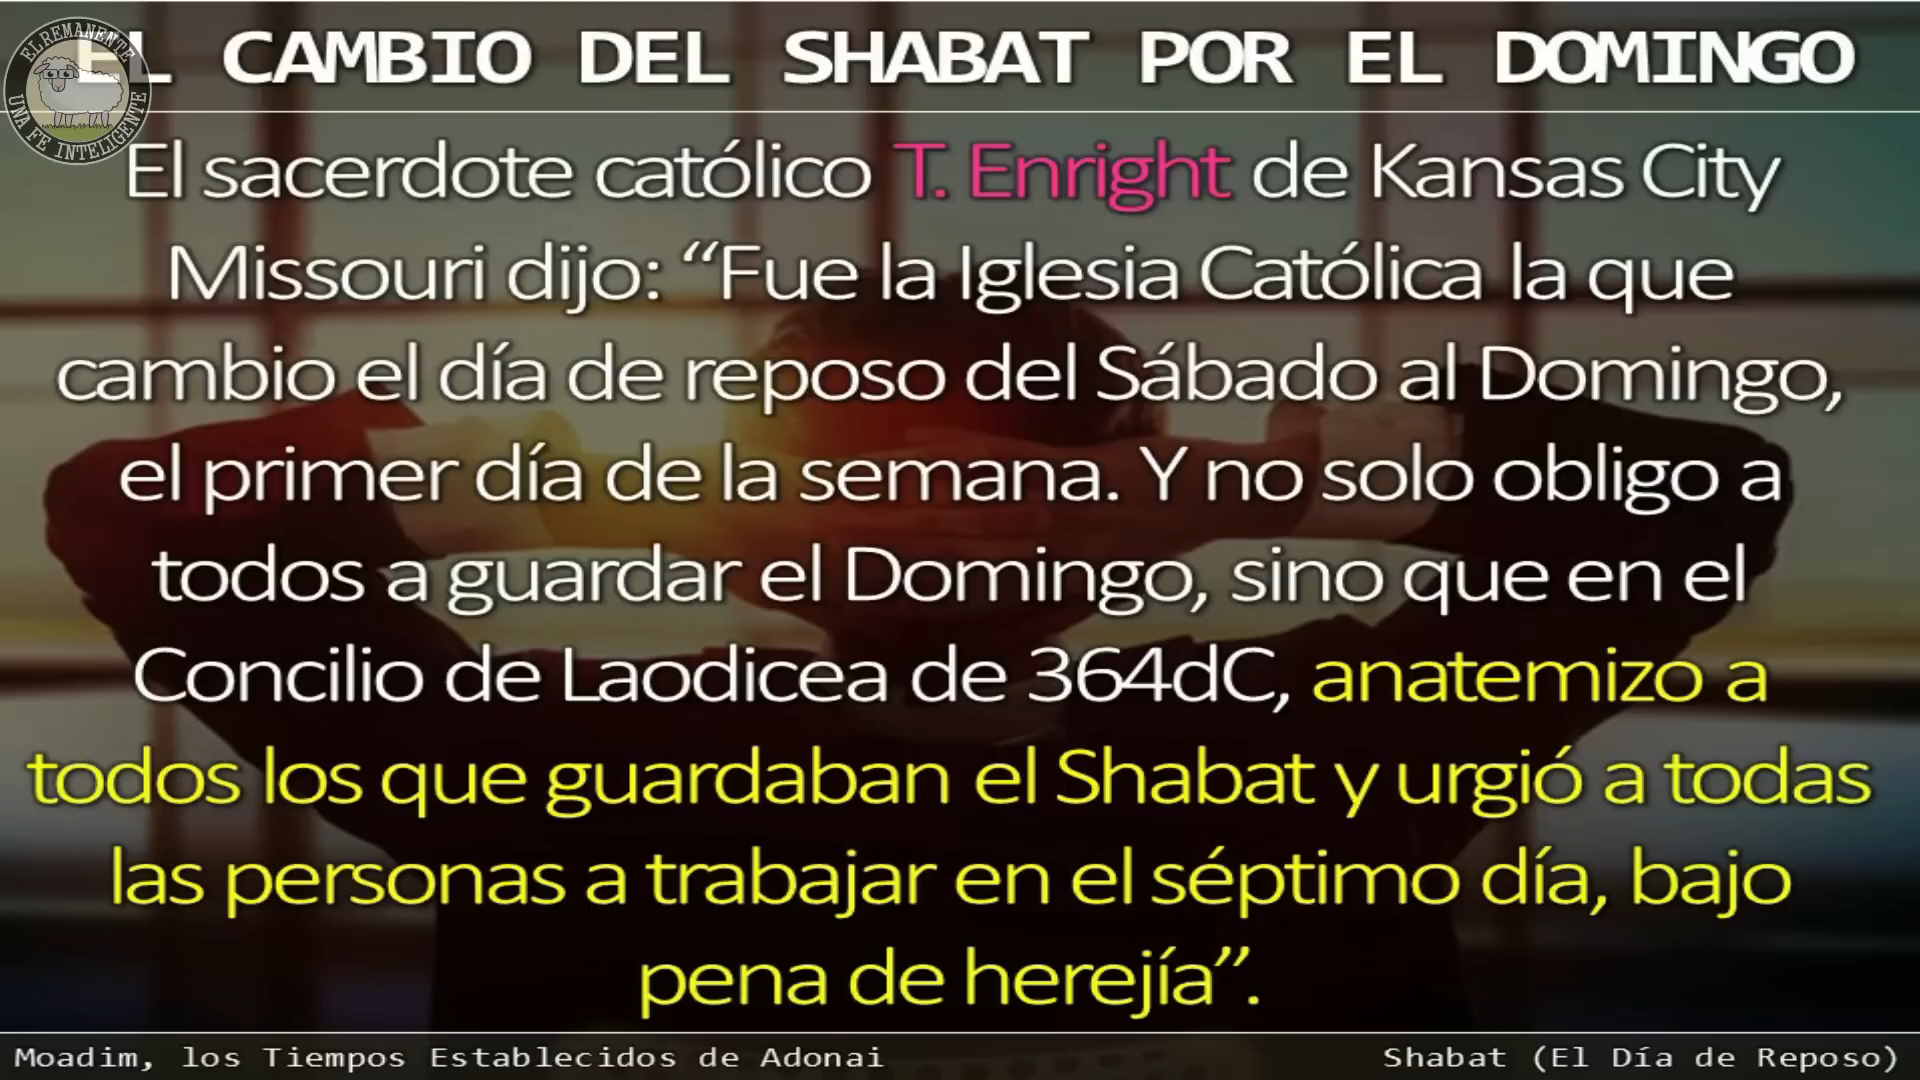 EL CAMBIO DEL SHABAT POR EL DOMINGO
ELREMANENTE
UNA FE INTELIGENTE
El sacerdote católico T. Enright de Kansas City
Missouri dijo: “Fue la Iglesia Católica la que
cambio el día de reposo del Sábado al Domingo,
el primer día de la semana. Y no solo obligo a
todos a guardar el Domingo, sino que en el
Concilio de Laodicea de 364dC, anatemizo a
todos los que guardaban el Shabat y urgió a todas
las personas a trabajar en el séptimo día, bajo
pena de herejía”.
Moadim, los Tiempos Establecidos de Adonai
Shabat (El Día de Reposo)